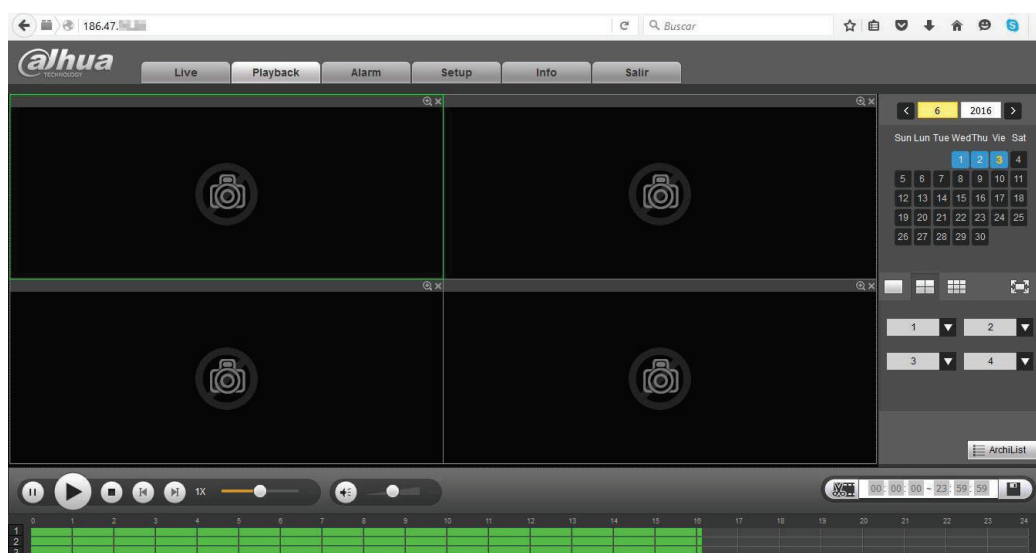 186.47.
Buscar
alhua
TECHNOLOGY
Live Playback Alarm Setup Info Salir
6 2016
Sun Lun Tue Wed Thu Vie Sat
1 2 3 4
5 6 7 8 9 10 11
12 13 14 15 16 17 18
19 20 21 22 23 24 25
26 27 28 29 30
1 2
3 4
ArchiList
1X
00 : 00 : 00 ~ 23 : 59 : 59
0 1 2 3 4 5 6 7 8 9 10 11 12 13 14 15 16 17 18 19 20 21 22 23 24
1
2
3